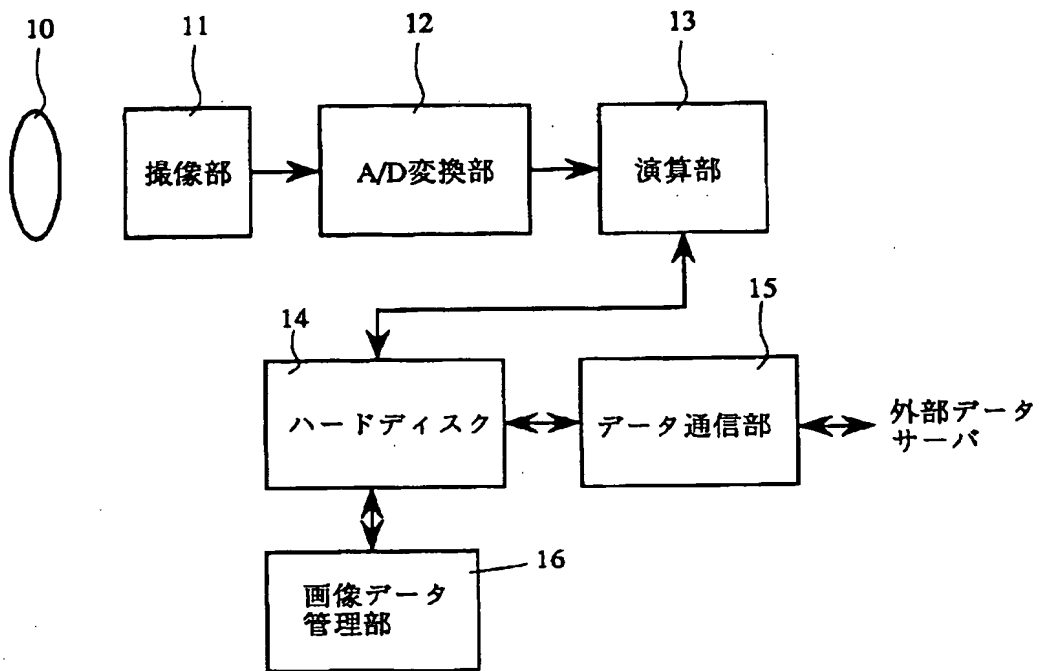 10
11
12
13
撮像部
A/D変換部
演算部
14
15
ハードディスク
データ通信部
外部データ
サーバ
16
画像データ
管理部